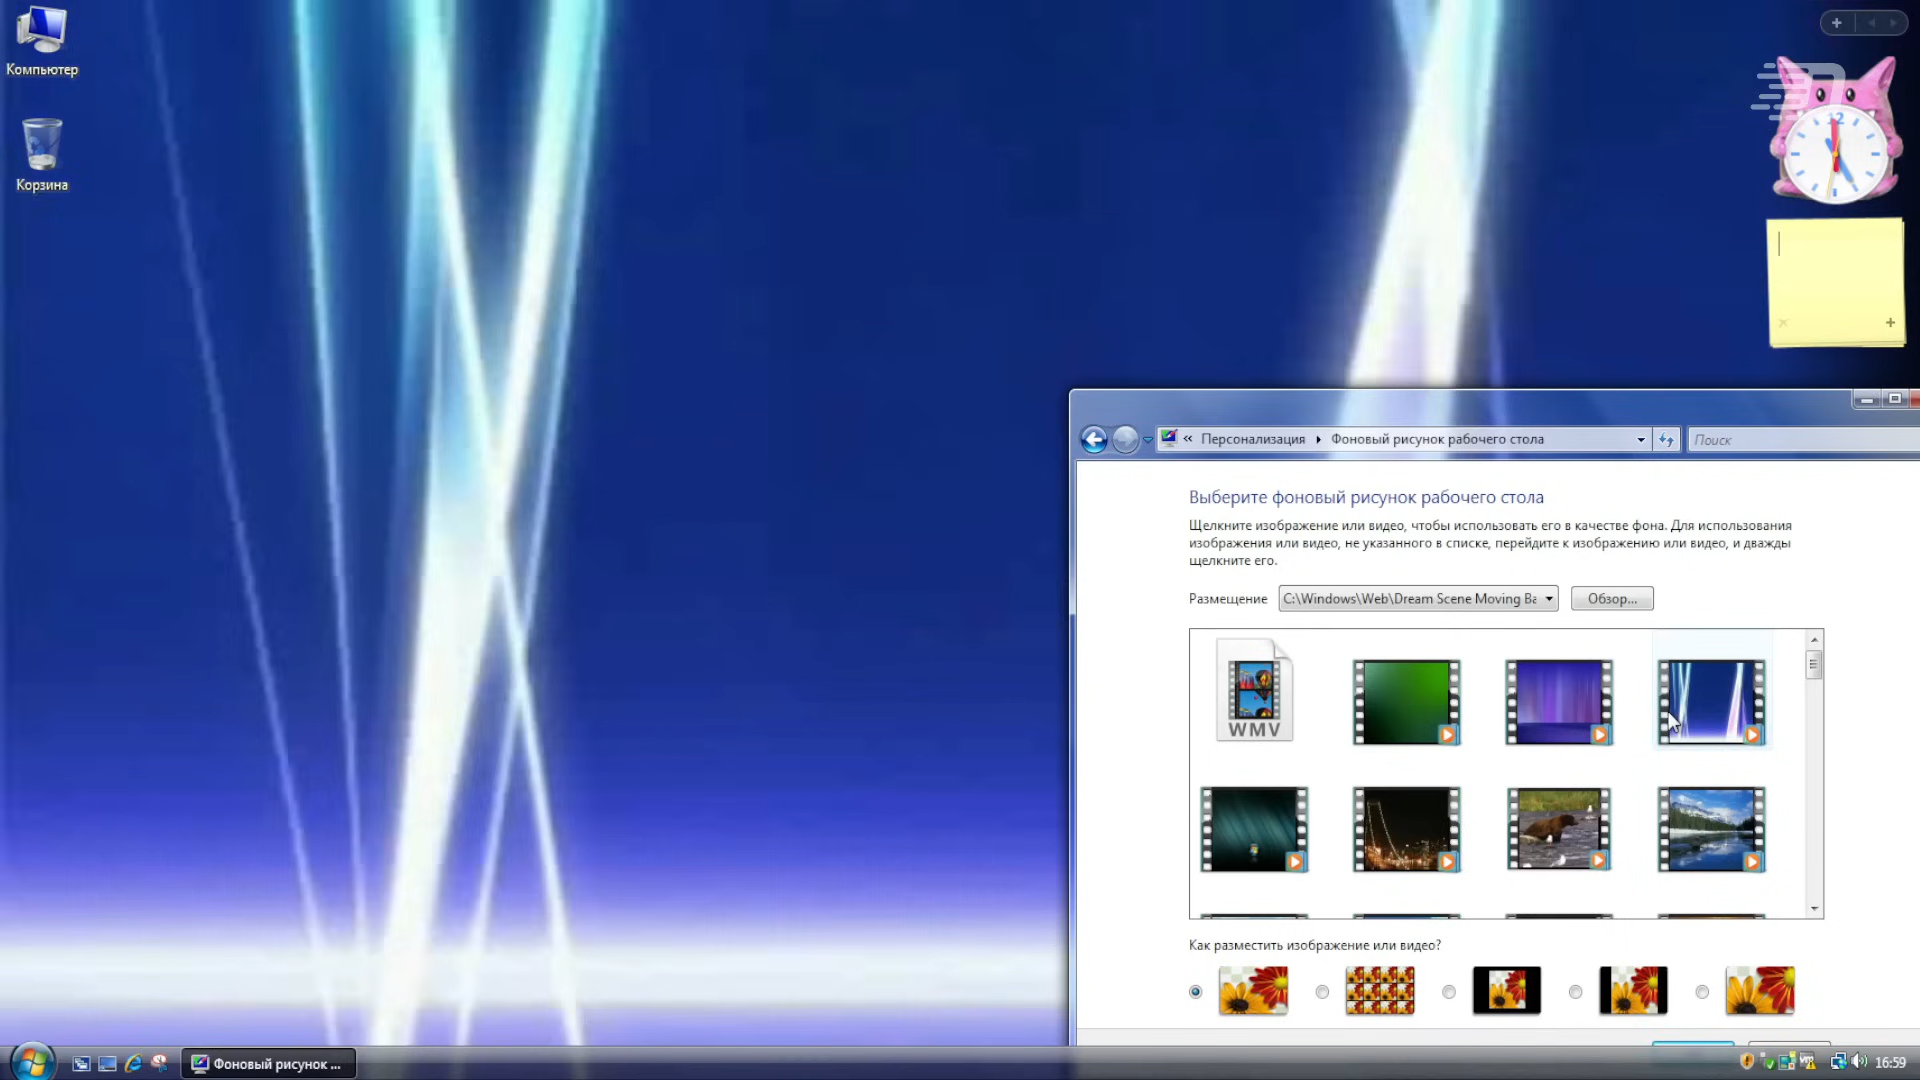 Компьютер
Корзина
12
« Персонализация
Фоновый рисунок рабочего стола
Поиск
Выберите фоновый рисунок рабочего стола
Щелкните изображение или видео, чтобы использовать его в качестве фона. Для использования
изображения или видео, не указанного в списке, перейдите к изображению или видео, и дважды
щелкните его.
Размещение
C:\Windows\Web\Dream Scene Moving Ba
Обзор...
WMV
Как разместить изображение или видео?
Фоновый рисунок ...
16:59